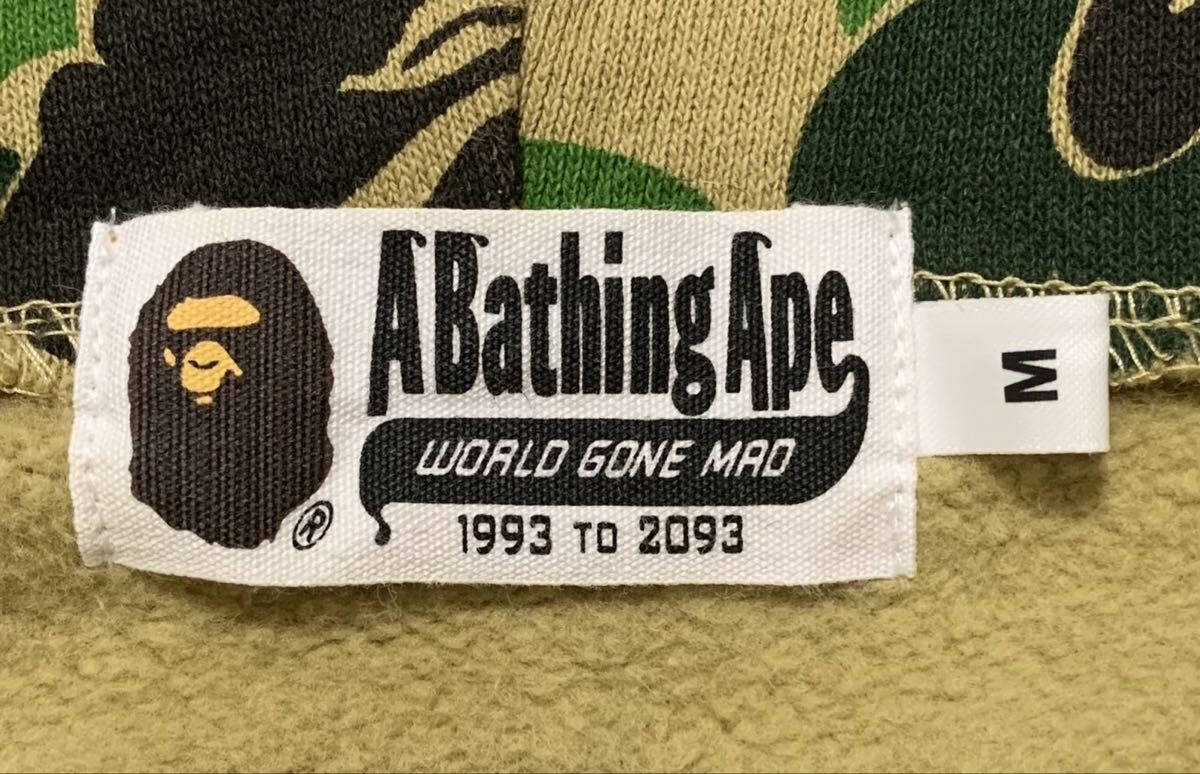 A Bathing Ape
WORLD GONE MAD
1993 TO 2093
®
M